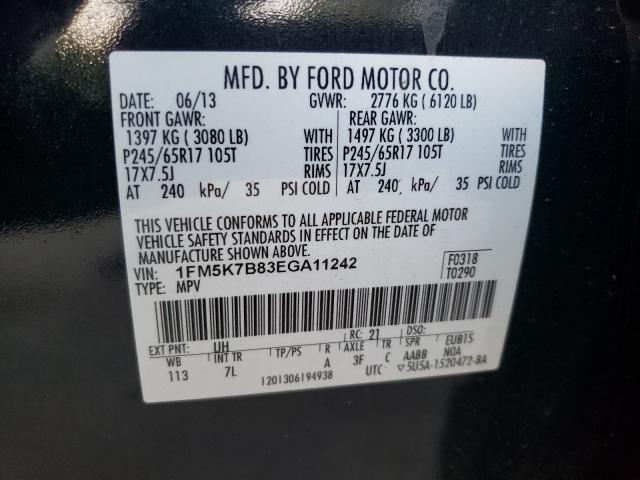 MFD. BY FORD MOTOR CO.
DATE: 06/13 GVWR: 2776 KG ( 6120 LB)
FRONT GAWR: REAR GAWR:
1397 KG ( 3080 LB) WITH 1497 KG ( 3300 LB) WITH
P245/65R17 105T TIRES P245/65R17 105T TIRES
17X7.5J RIMS 17X7.5J RIMS
AT 240 kPa/ 35 PSI COLD AT 240 kPa/ 35 PSI COLD
THIS VEHICLE CONFORMS TO ALL APPLICABLE FEDERAL MOTOR
VEHICLE SAFETY STANDARDS IN EFFECT ON THE DATE OF
MANUFACTURE SHOWN ABOVE.
VIN: 1FM5K7B83EGA11242 F0318
TYPE: MPV T0290
EXT PNT: UH RC: 21 DSO:
WB INT TR TP/PS R AXLE TR SPR EUB1S
113 7L A 3F C AABB NOA
1201306194938 UTC ▽5U5A-1520472-BA